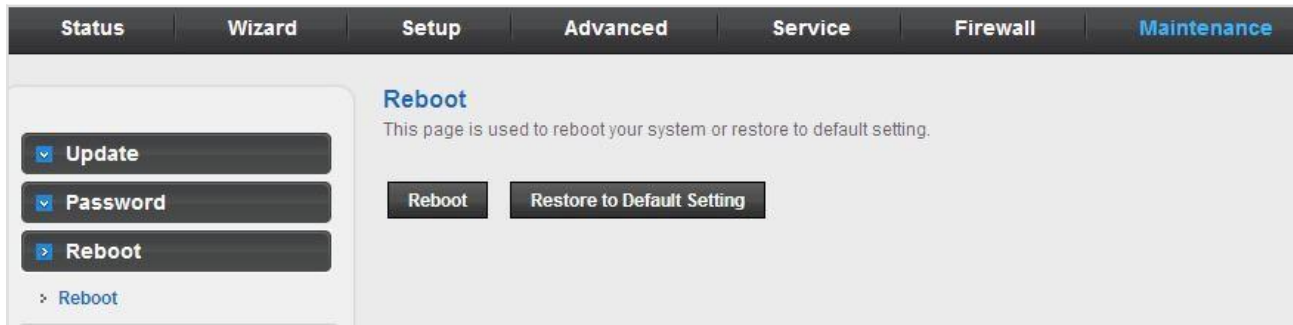 Status Wizard Setup Advanced Service Firewall Maintenance
Update
Password
Reboot
Reboot
Reboot
This page is used to reboot your system or restore to default setting.
Reboot Restore to Default Setting